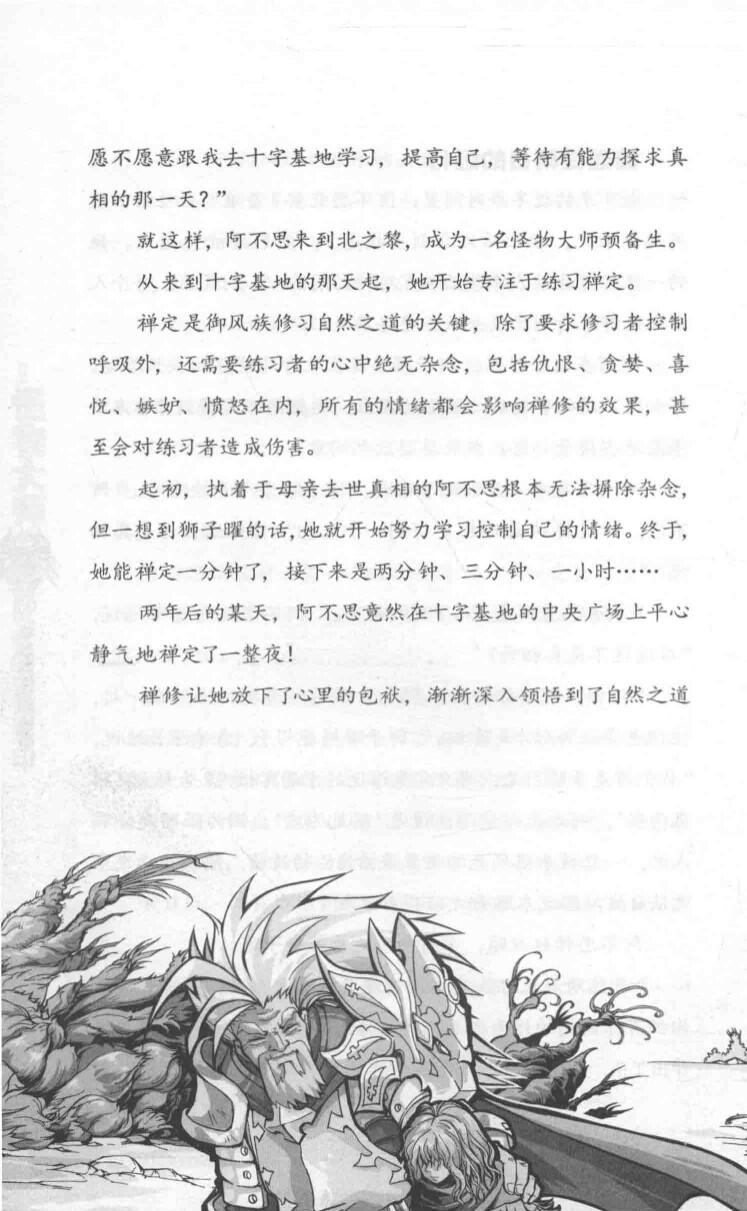 愿不愿意跟我去十字基地学习，提高自己，等待有能力探求真
相的那一天？”
就这样，阿不思来到北之黎，成为一名怪物大师预备生。
从来到十字基地的那天起，她开始专注于练习禅定。
禅定是御风族修习自然之道的关键，除了要求修习者控制
呼吸外，还需要练习者的心中绝无杂念，包括仇恨、贪婪、喜
悦、嫉妒、愤怒在内，所有的情绪都会影响禅修的效果，甚
至会对练习者造成伤害。
起初，执着于母亲去世真相的阿不思根本无法摒除杂念，
但一想到狮子曜的话，她就开始努力学习控制自己的情绪。终于，
她能禅定一分钟了，接下来是两分钟、三分钟、一小时……
两年后的某天，阿不思竟然在十字基地的中央广场上平心
静气地禅定了一整夜！
禅修让她放下了心里的包袱，渐渐深入领悟到了自然之道